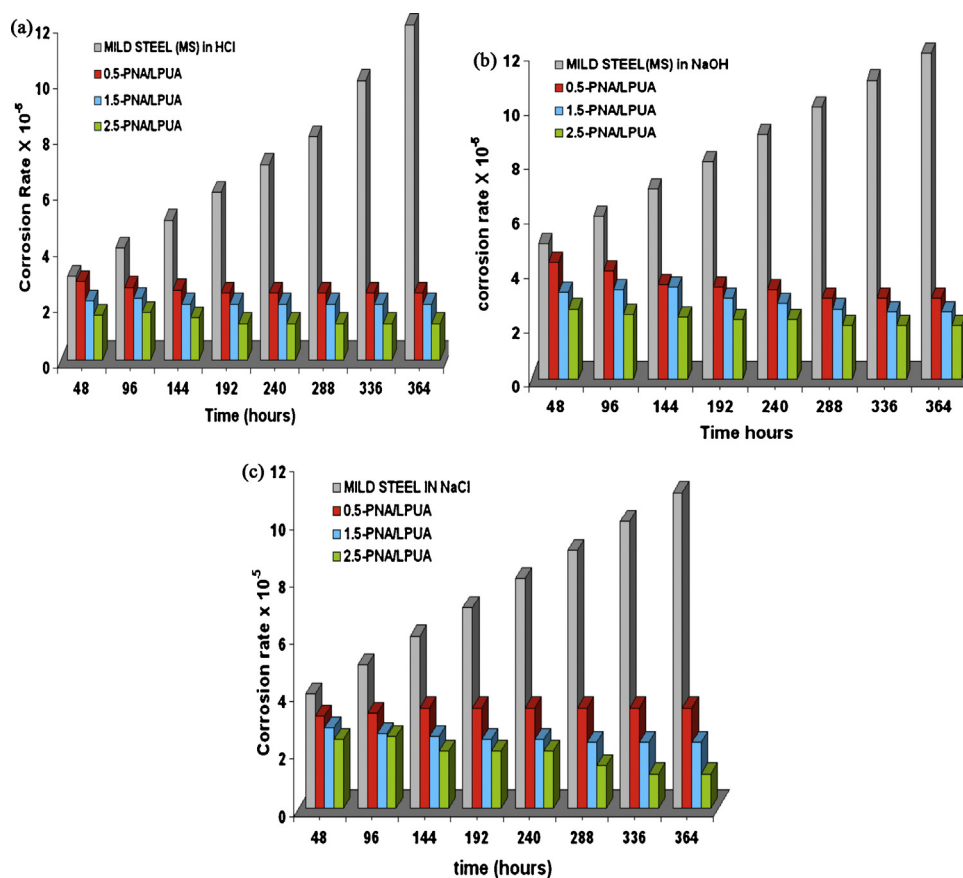 (a)
MILD STEEL (MS) in HCl
0.5-PNA/LPUA
1.5-PNA/LPUA
2.5-PNA/LPUA
Corrosion Rate X 10-5
12
10
8
6
4
2
0
48 96 144 192 240 288 336 364
Time (hours)
(b)
MILD STEEL(MS) in NaOH
0.5-PNA/LPUA
1.5-PNA/LPUA
2.5-PNA/LPUA
corrosion rate X 10-5
12
10
8
6
4
2
0
48 96 144 192 240 288 336 364
Time hours
(c)
MILD STEEL IN NaCl
0.5-PNA/LPUA
1.5-PNA/LPUA
2.5-PNA/LPUA
Corrosion rate x 10-5
12
10
8
6
4
2
0
48 96 144 192 240 288 336 364
time (hours)